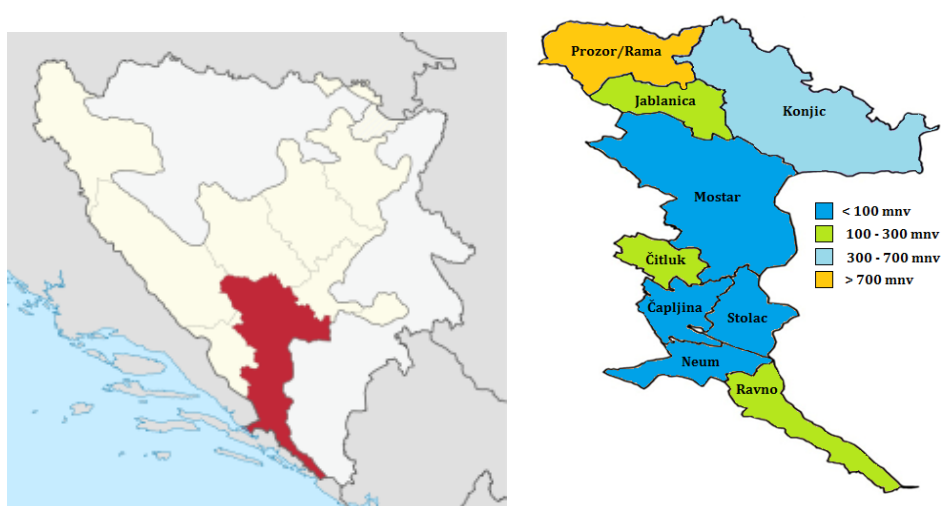 Prozor/Rama
Jablanica
Konjic
Mostar
< 100 mnv
100 - 300 mnv
300 - 700 mnv
> 700 mnv
Čitluk
Čapljina
Stolac
Neum
Ravno